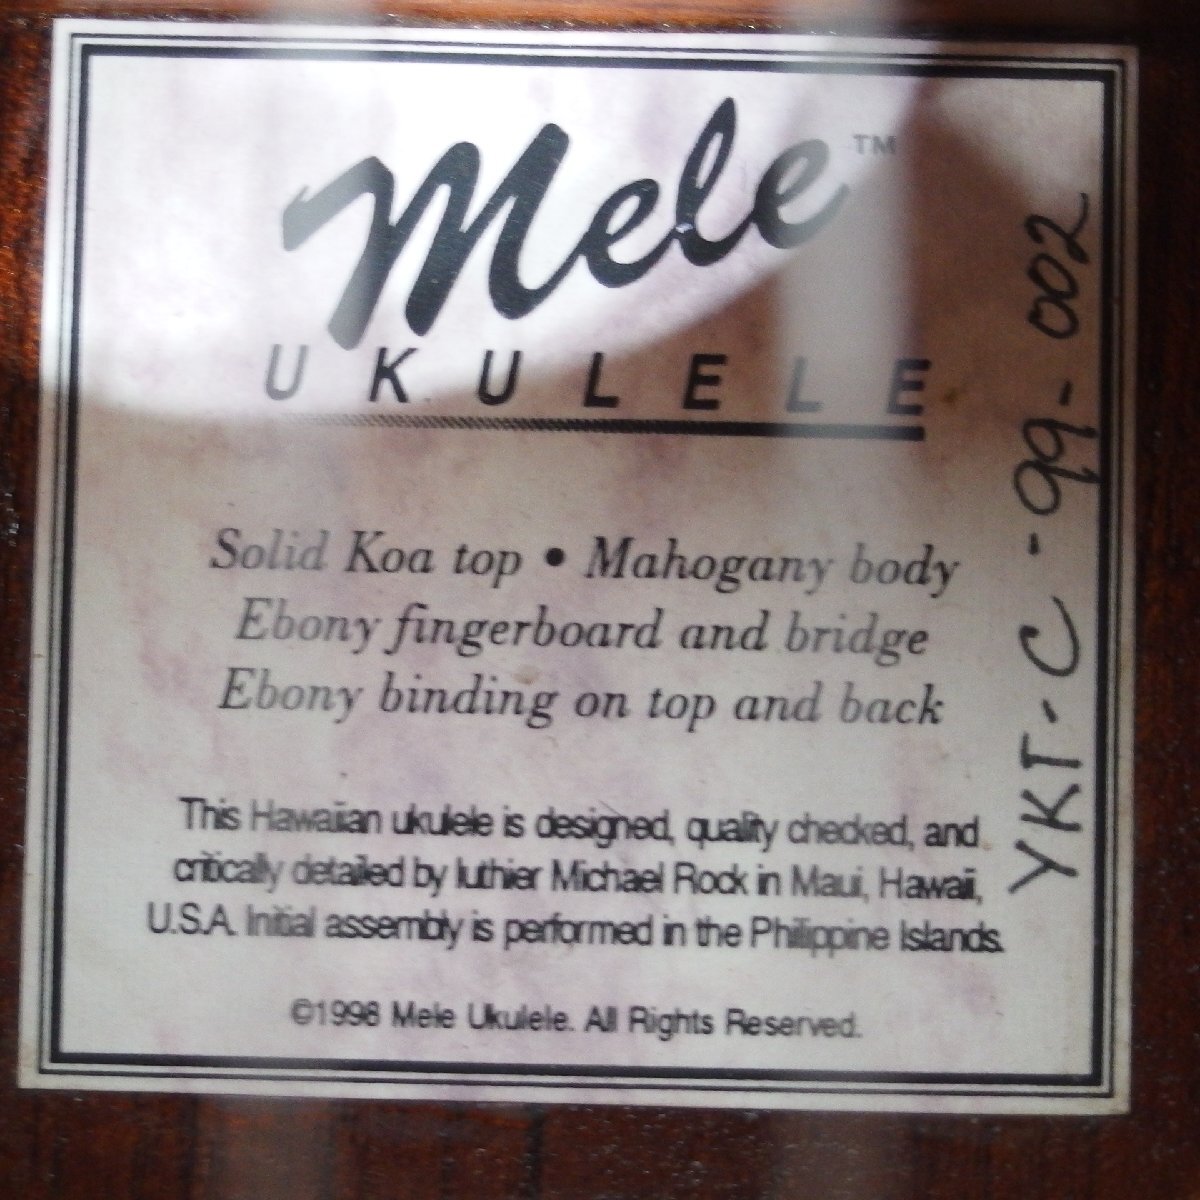 Mele™
UKULELE
Solid Koa top • Mahogany body
Ebony fingerboard and bridge
Ebony binding on top and back
This Hawaiian ukulele is designed, quality checked, and
critically detailed by luthier Michael Rock in Maui, Hawaii,
U.S.A. Initial assembly is performed in the Philippine Islands.
©1998 Mele Ukulele. All Rights Reserved.
YKT-C-99-002